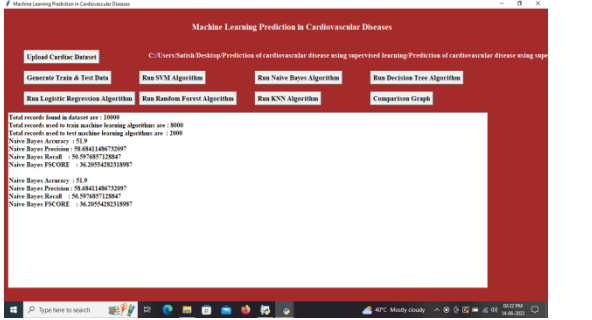 Machine Learning Prediction in Cardiovascular Diseases
Machine Learning Prediction in Cardiovascular Diseases
Upload Cardiac Dataset
C:/Users/Satish/Desktop/Prediction of cardiovascular disease using supervised learning/Prediction of cardiovascular disease using supe
Generate Train & Test Data
Run SVM Algorithm
Run Naive Bayes Algorithm
Run Decision Tree Algorithm
Run Logistic Regression Algorithm
Run Random Forest Algorithm
Run KNN Algorithm
Comparison Graph
Total records found in dataset are : 10000
Total records used to train machine learning algorithms are : 8000
Total records used to test machine learning algorithms are : 2000
Naive Bayes Accuracy : 51.9
Naive Bayes Precision : 58.68411486732097
Naive Bayes Recall : 50.5976857128847
Naive Bayes FSCORE : 36.20554282318987
Naive Bayes Accuracy : 51.9
Naive Bayes Precision : 58.68411486732097
Naive Bayes Recall : 50.5976857128847
Naive Bayes FSCORE : 36.20554282318987
Type here to search
40°C Mostly cloudy
02:22 PM
14-06-2023